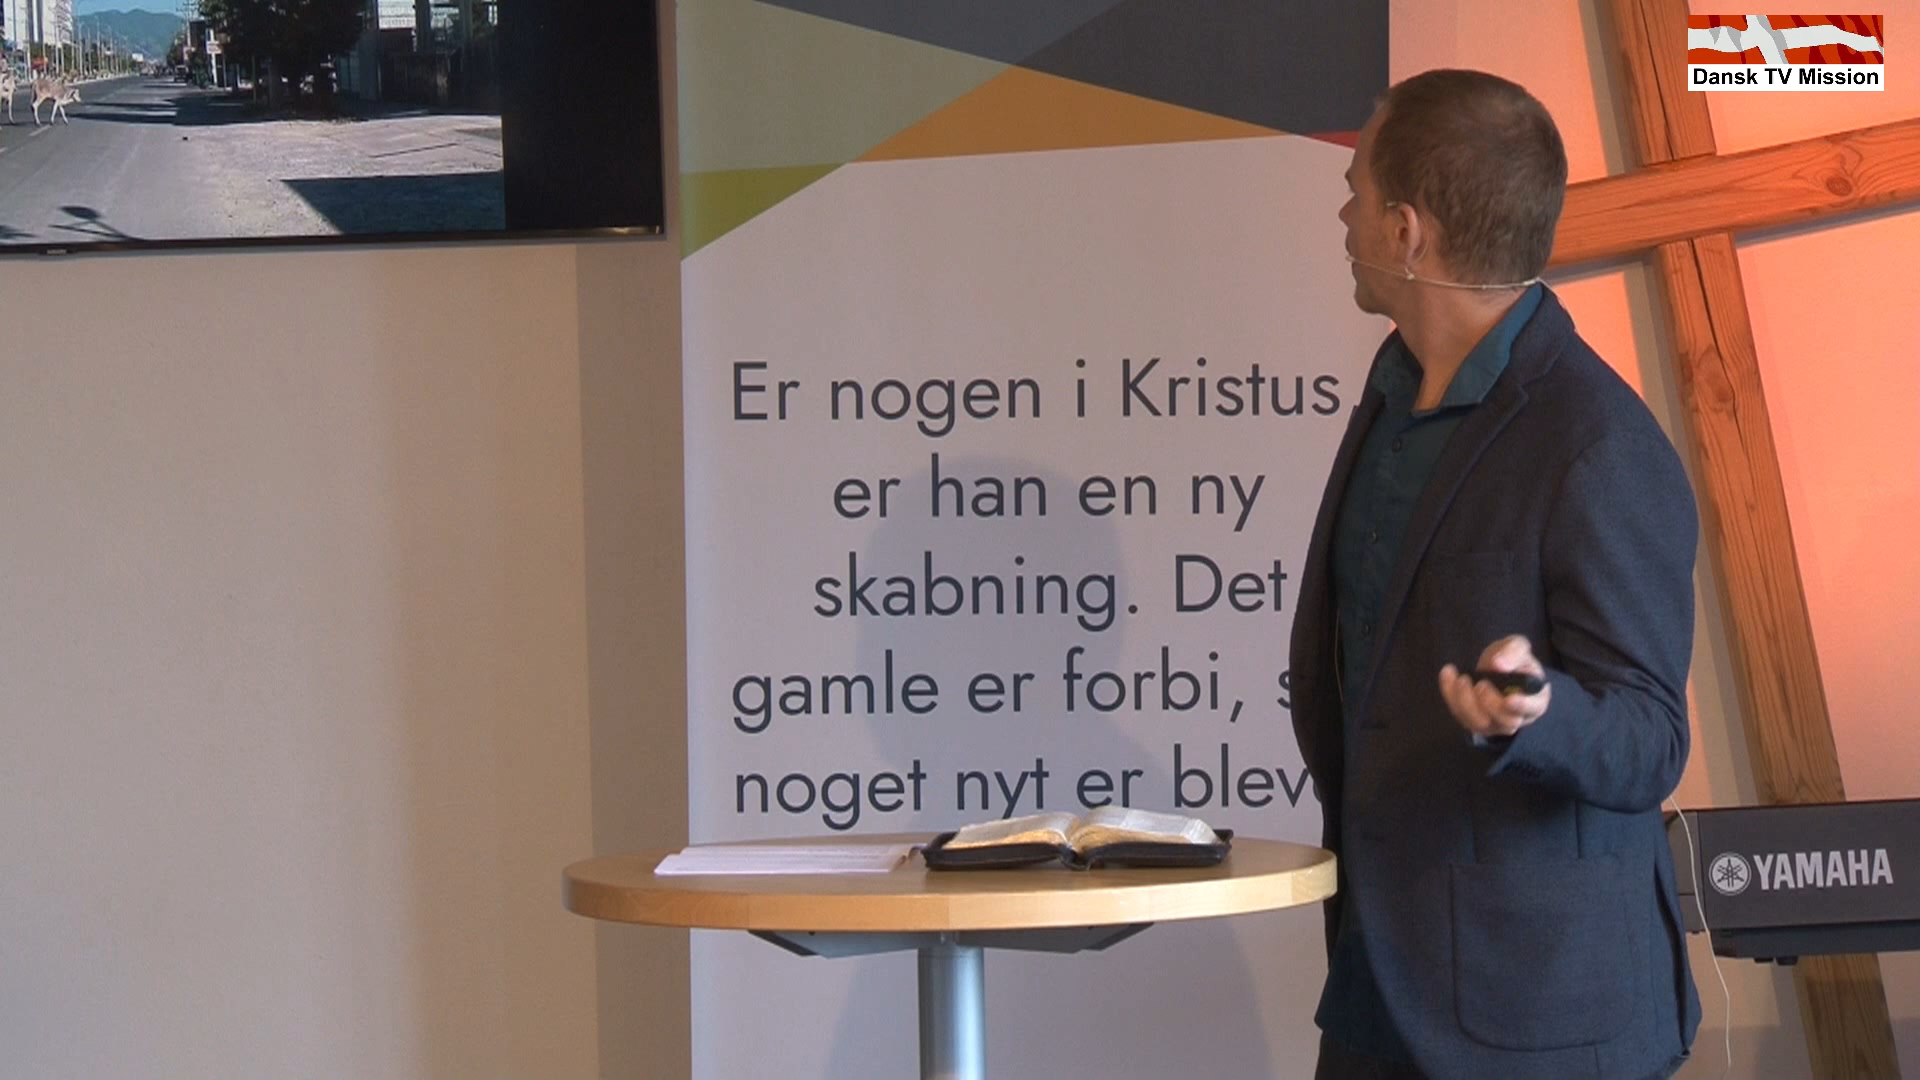 Dansk TV Mission
Er nogen i Kristus,
er han en ny
skabning. Det
gamle er forbi,
noget nyt er
YAMAHA